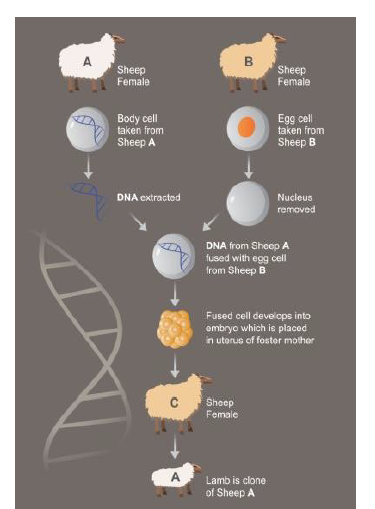 A
Sheep
Female
B
Sheep
Female
Body cell
taken from
Sheep A
Egg cell
taken from
Sheep B
DNA extracted
Nucleus
removed
DNA from Sheep A
fused with egg cell
from Sheep B
Fused cell develops into
embryo which is placed
in uterus of foster mother
C
Sheep
Female
A
Lamb is clone
of Sheep A